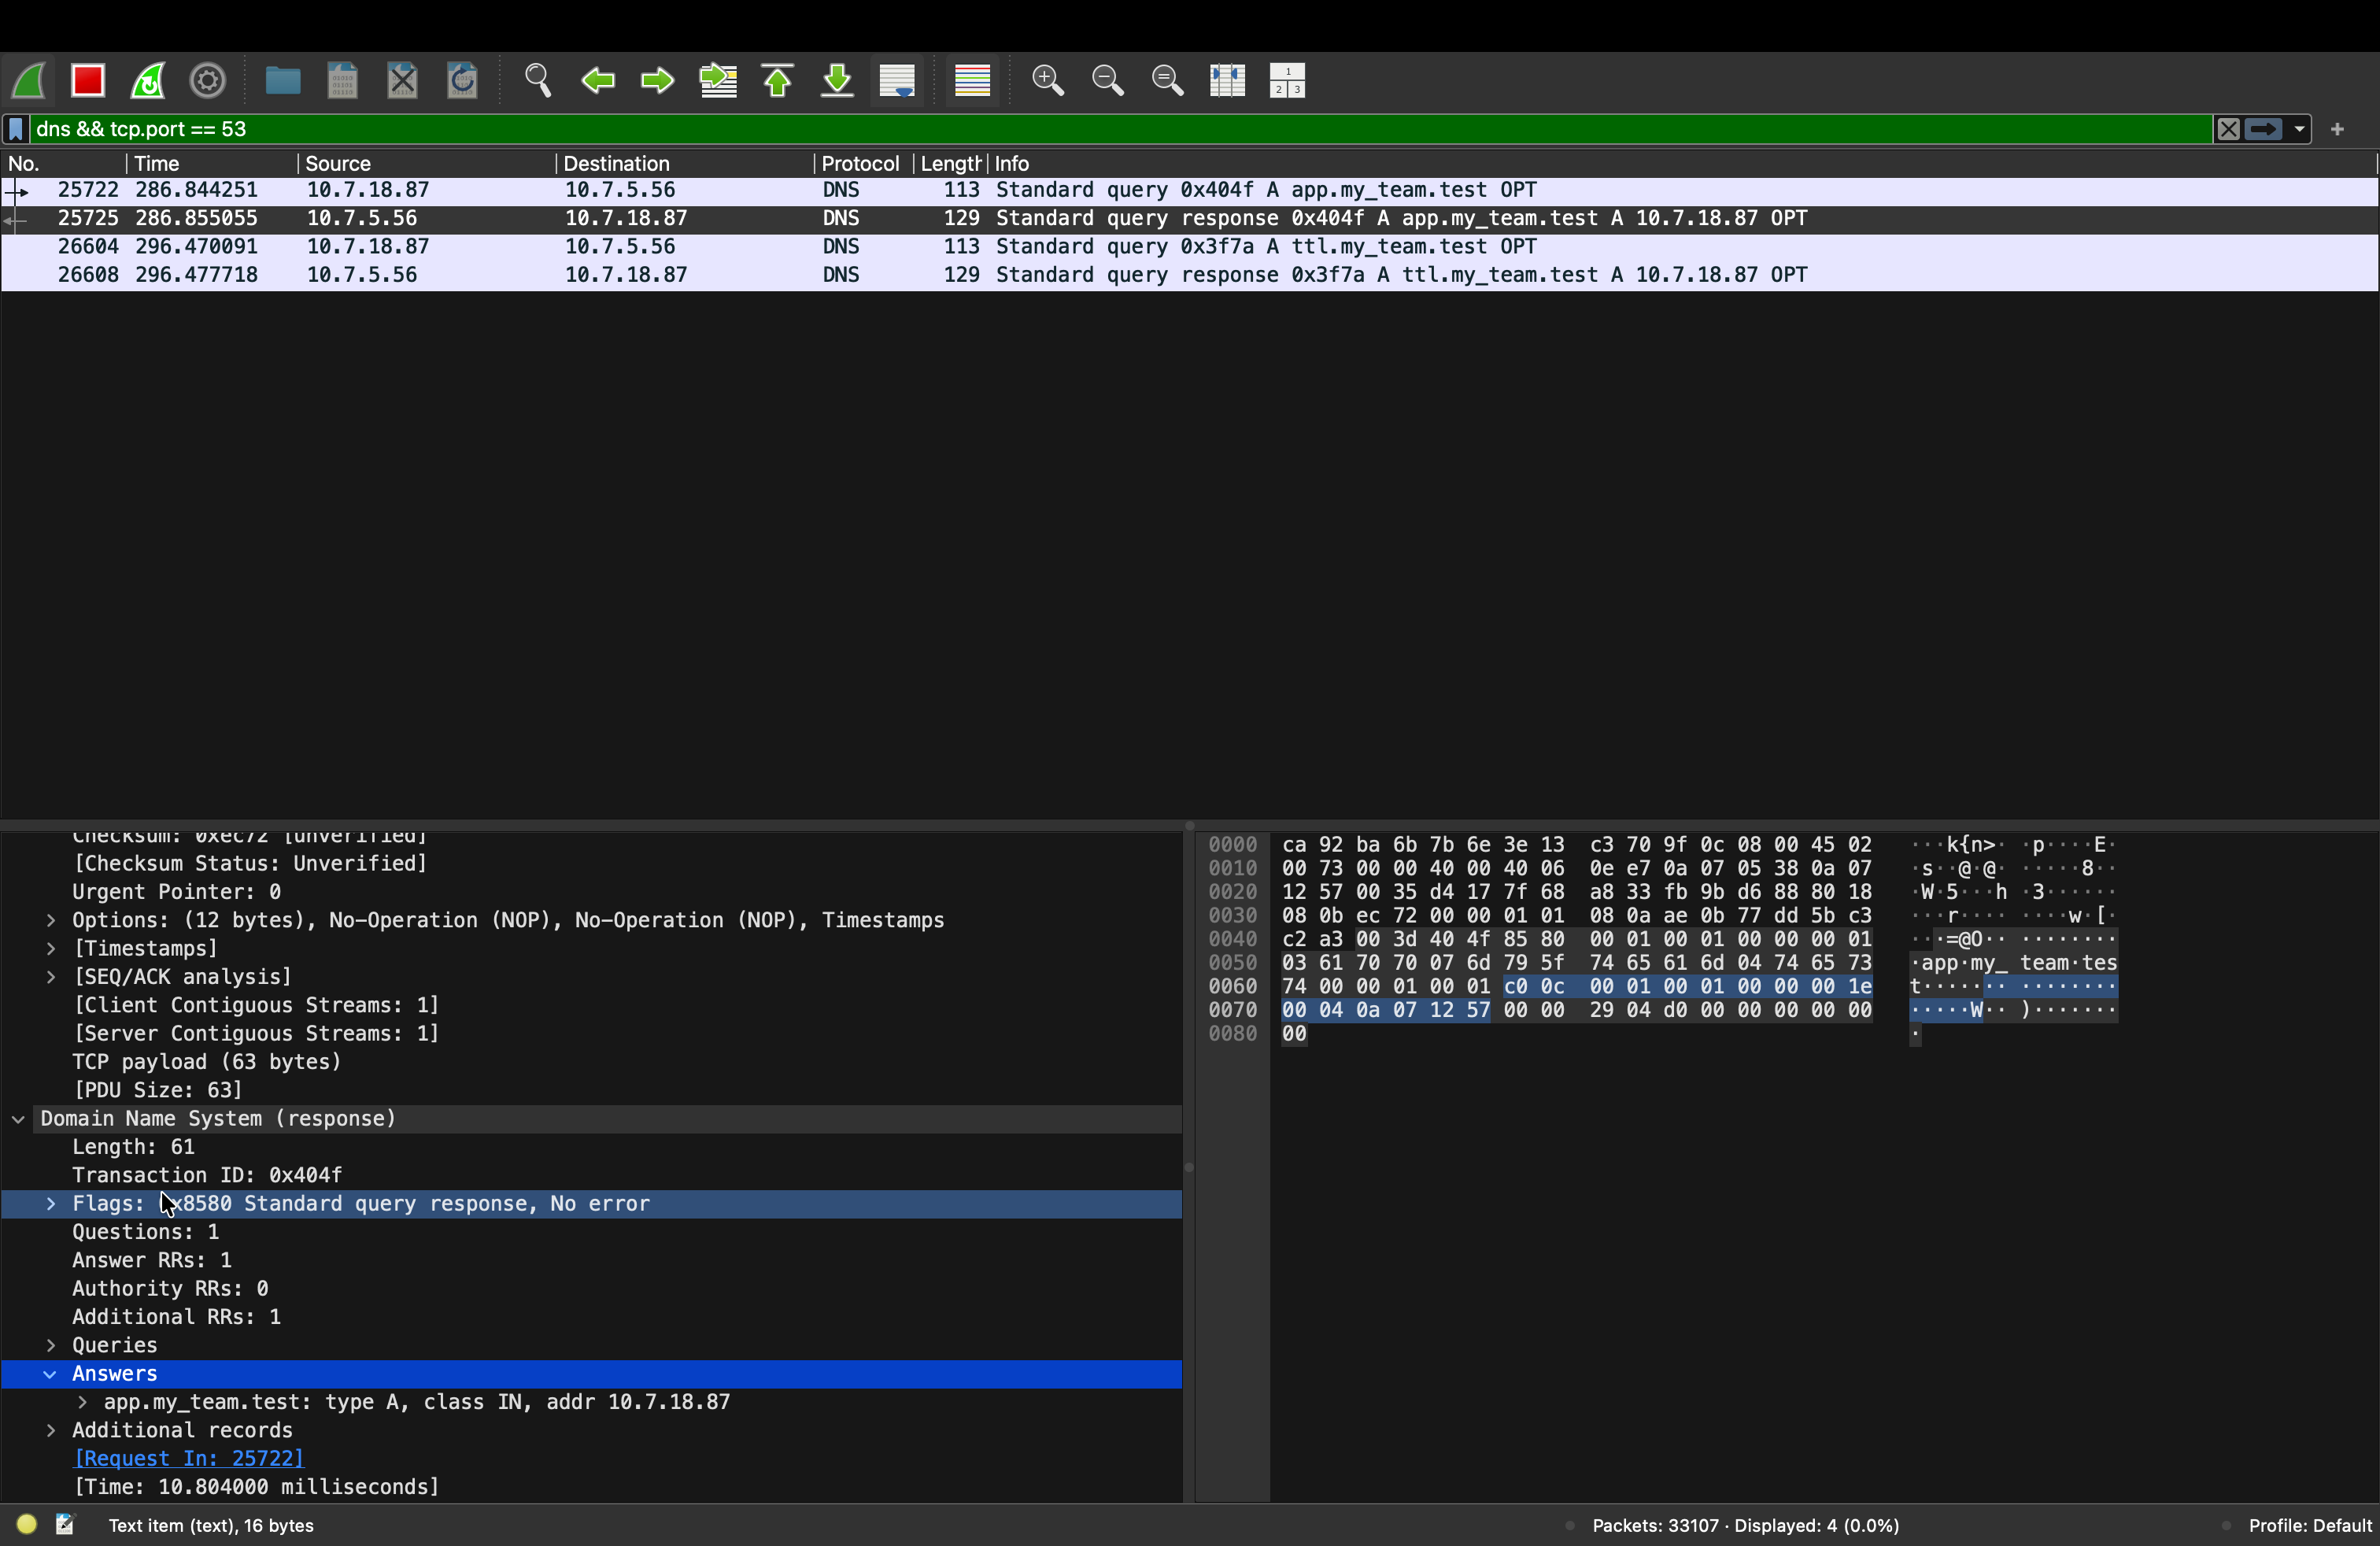 dns && tcp.port == 53
No. Time Source Destination Protocol Length Info
25722 286.844251 10.7.18.87 10.7.5.56 DNS 113 Standard query 0x404f A app.my_team.test OPT
25725 286.855055 10.7.5.56 10.7.18.87 DNS 129 Standard query response 0x404f A app.my_team.test A 10.7.18.87 OPT
26604 296.470091 10.7.18.87 10.7.5.56 DNS 113 Standard query 0x3f7a A ttl.my_team.test OPT
26608 296.477718 10.7.5.56 10.7.18.87 DNS 129 Standard query response 0x3f7a A ttl.my_team.test A 10.7.18.87 OPT
Checksum: 0xec72 [unverified]
[Checksum Status: Unverified]
Urgent Pointer: 0
Options: (12 bytes), No-Operation (NOP), No-Operation (NOP), Timestamps
[Timestamps]
[SEQ/ACK analysis]
[Client Contiguous Streams: 1]
[Server Contiguous Streams: 1]
TCP payload (63 bytes)
[PDU Size: 63]
Domain Name System (response)
Length: 61
Transaction ID: 0x404f
Flags: 0x8580 Standard query response, No error
Questions: 1
Answer RRs: 1
Authority RRs: 0
Additional RRs: 1
Queries
Answers
app.my_team.test: type A, class IN, addr 10.7.18.87
Additional records
[Request In: 25722]
[Time: 10.804000 milliseconds]
0000 ca 92 ba 6b 7b 6e 3e 13 c3 70 9f 0c 08 00 45 02 ···k{n>· ·p····E·
0010 00 73 00 00 40 00 40 06 0e e7 0a 07 05 38 0a 07 ·s··@·@· ·····8··
0020 12 57 00 35 d4 17 7f 68 a8 33 fb 9b d6 88 80 18 ·W·5···h ·3······
0030 08 0b ec 72 00 00 01 01 08 0a ae 0b 77 dd 5b c3 ···r···· ····w·[·
0040 c2 a3 00 3d 40 4f 85 80 00 01 00 01 00 00 00 01 ···=@O·· ········
0050 03 61 70 70 07 6d 79 5f 74 65 61 6d 04 74 65 73 ·app·my_ team·tes
0060 74 00 00 01 00 01 c0 0c 00 01 00 01 00 00 00 1e t······· ········
0070 00 04 0a 07 12 57 00 00 29 04 d0 00 00 00 00 00 ·····W·· )·······
0080 00 ·
Text item (text), 16 bytes
Packets: 33107 · Displayed: 4 (0.0%)
Profile: Default